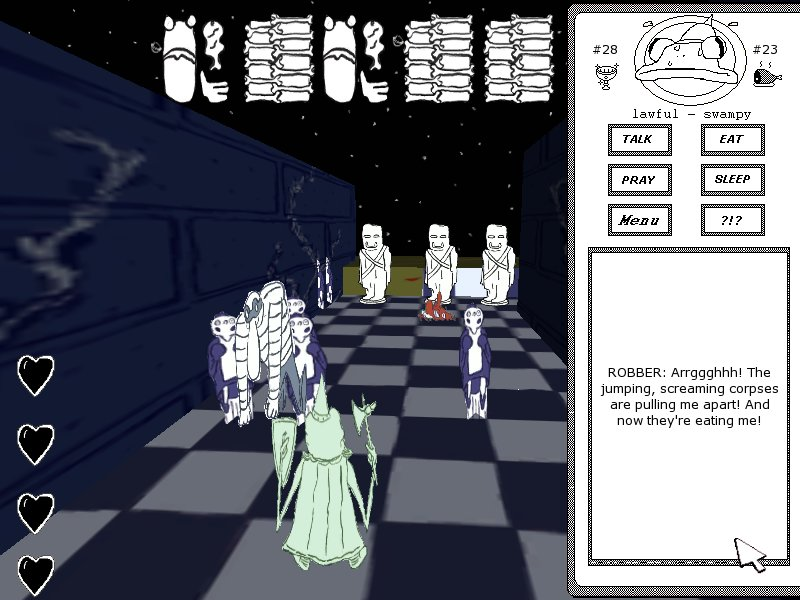 #28
#23
lawful – swampy
TALK
EAT
PRAY
SLEEP
Menu
?!?
ROBBER: Arrggghhh! The
jumping, screaming corpses
are pulling me apart! And
now they're eating me!